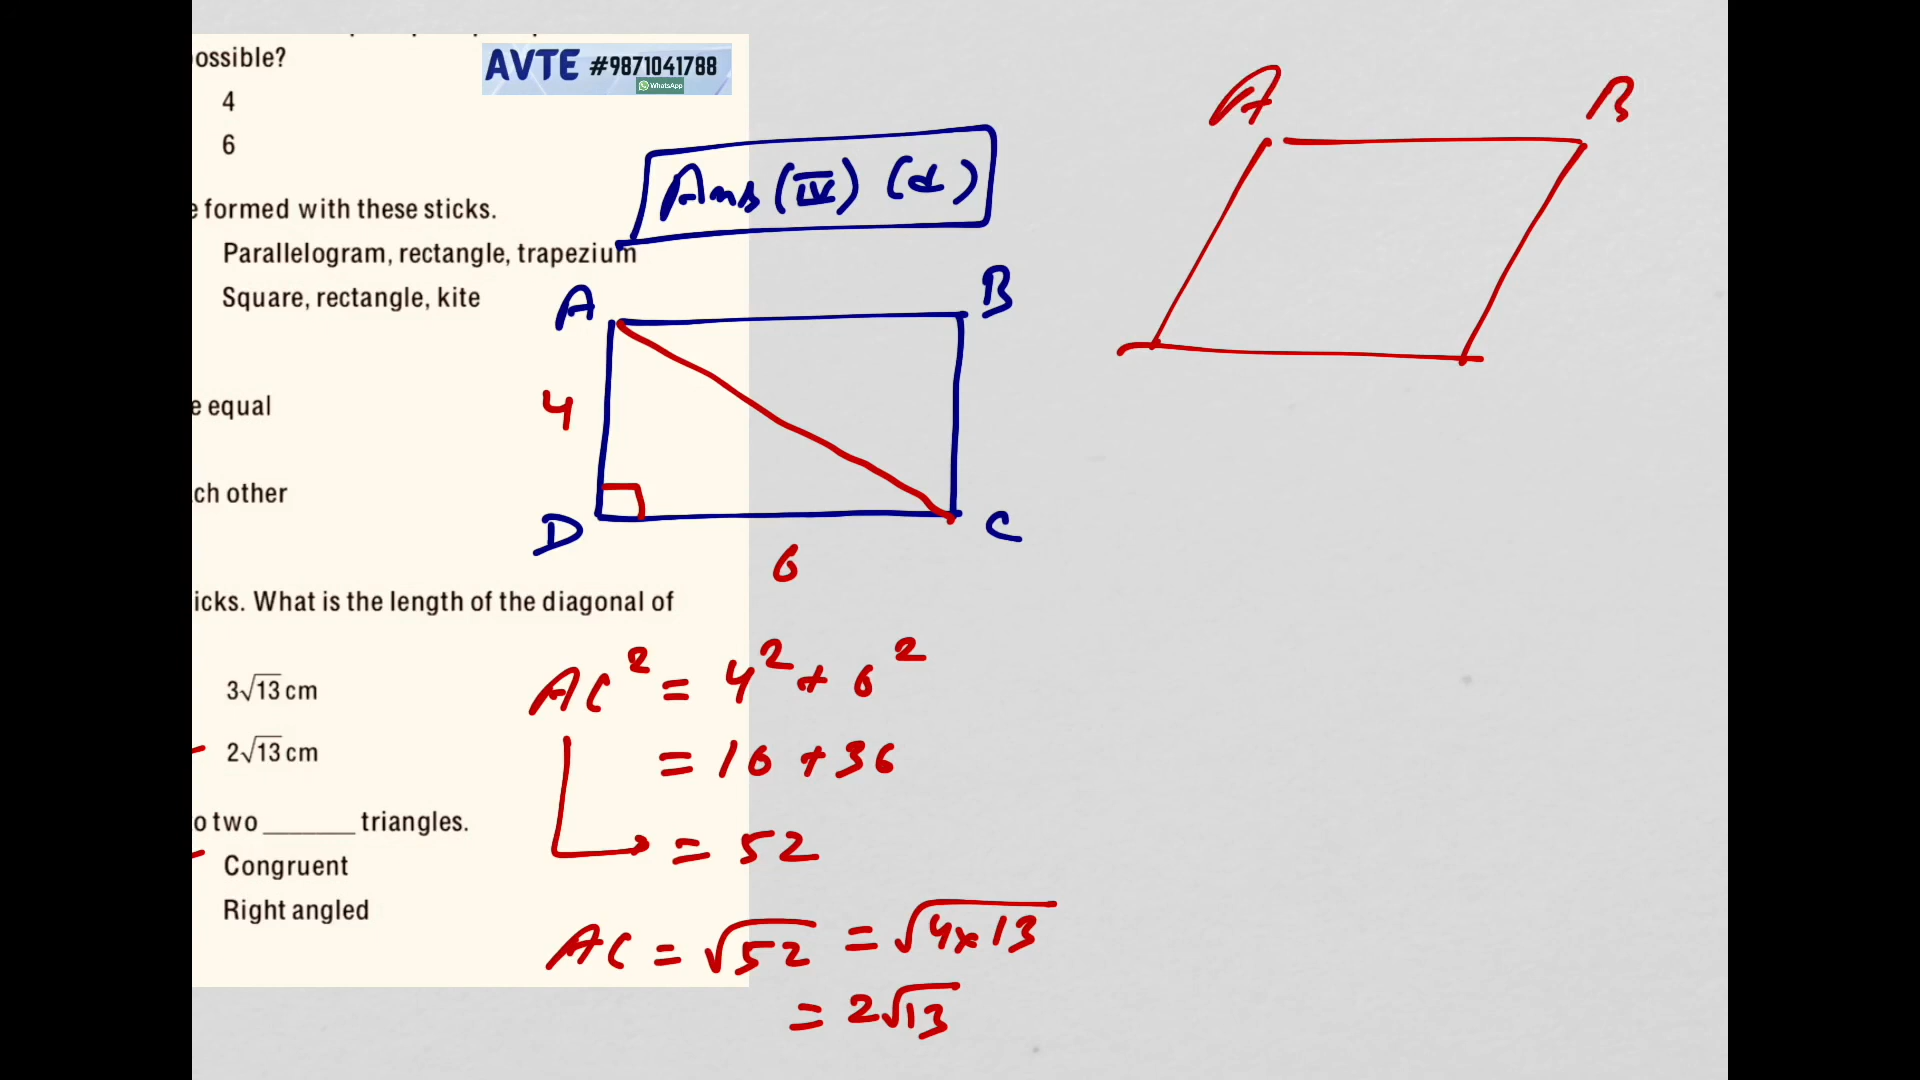 ossible?
AVTE #9871041788
WhatsApp
4
6
e formed with these sticks.
Parallelogram, rectangle, trapezium
Square, rectangle, kite
e equal
ch other
icks. What is the length of the diagonal of
3√13 cm
2√13 cm
o two ______ triangles.
Congruent
Right angled
Ans (IV) (d)
A
B
4
D
C
6
AC² = 4² + 6²
= 16 + 36
= 52
AC = √52 = √4×13
= 2√13
A
B